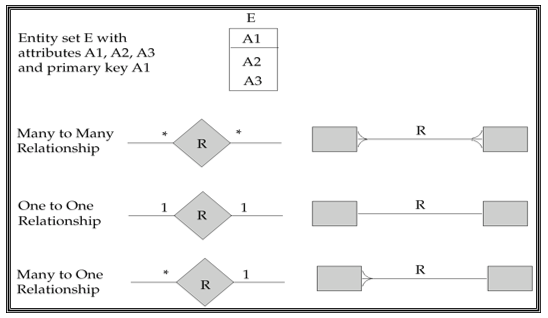 E
Entity set E with
attributes A1, A2, A3
and primary key A1
A1
A2
A3
Many to Many
Relationship
* R *
R
One to One
Relationship
1 R 1
R
Many to One
Relationship
* R 1
R